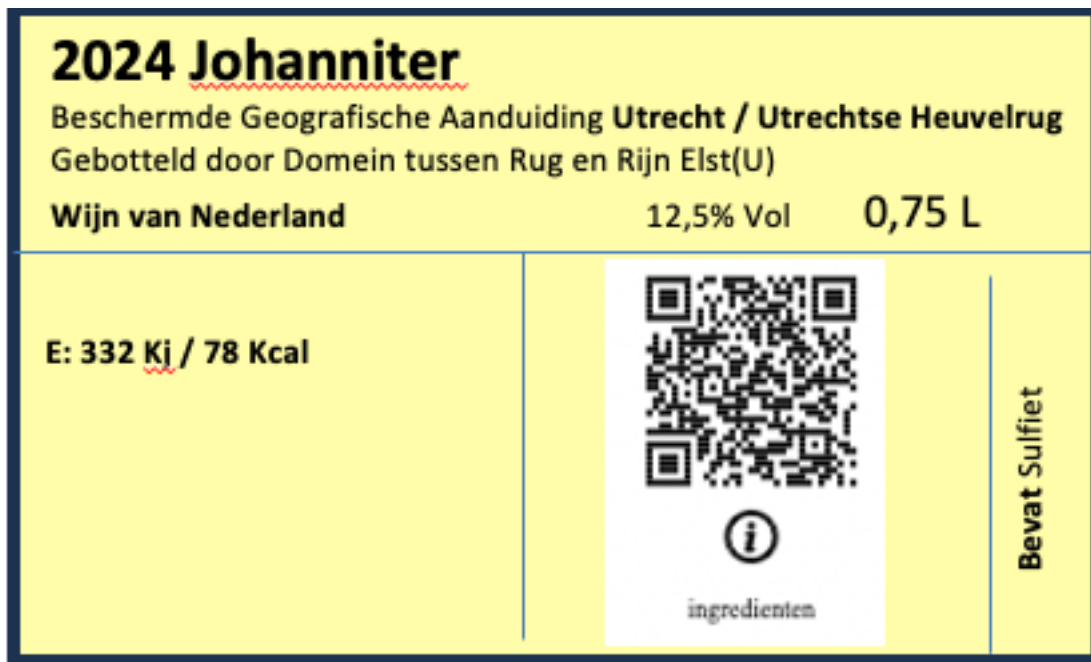 2024 Johanniter
Beschermde Geografische Aanduiding Utrecht / Utrechtse Heuvelrug
Gebotteld door Domein tussen Rug en Rijn Elst(U)
Wijn van Nederland 12,5% Vol 0,75 L
E: 332 Kj / 78 Kcal
i
ingredienten
Bevat Sulfiet